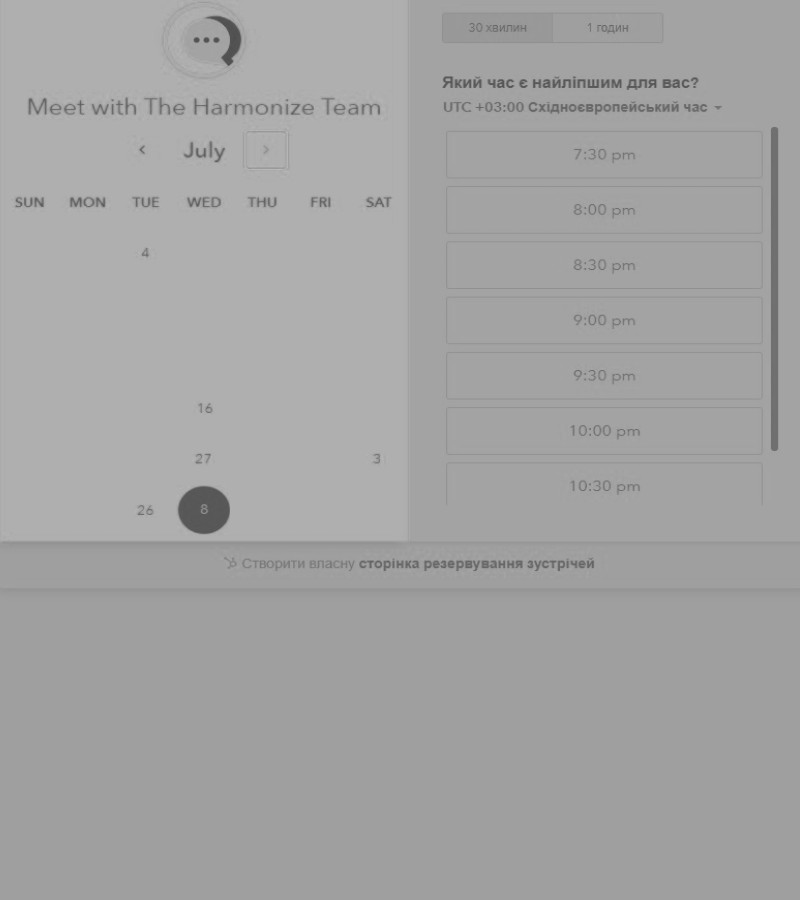 Meet with The Harmonize Team
July
SUN MON TUE WED THU FRI SAT
4
16
27 3
26 8
30 хвилин 1 годин
Який час є найліпшим для вас?
UTC +03:00 Східноєвропейський час
7:30 pm
8:00 pm
8:30 pm
9:00 pm
9:30 pm
10:00 pm
10:30 pm
Створити власну сторінка резервування зустрічей